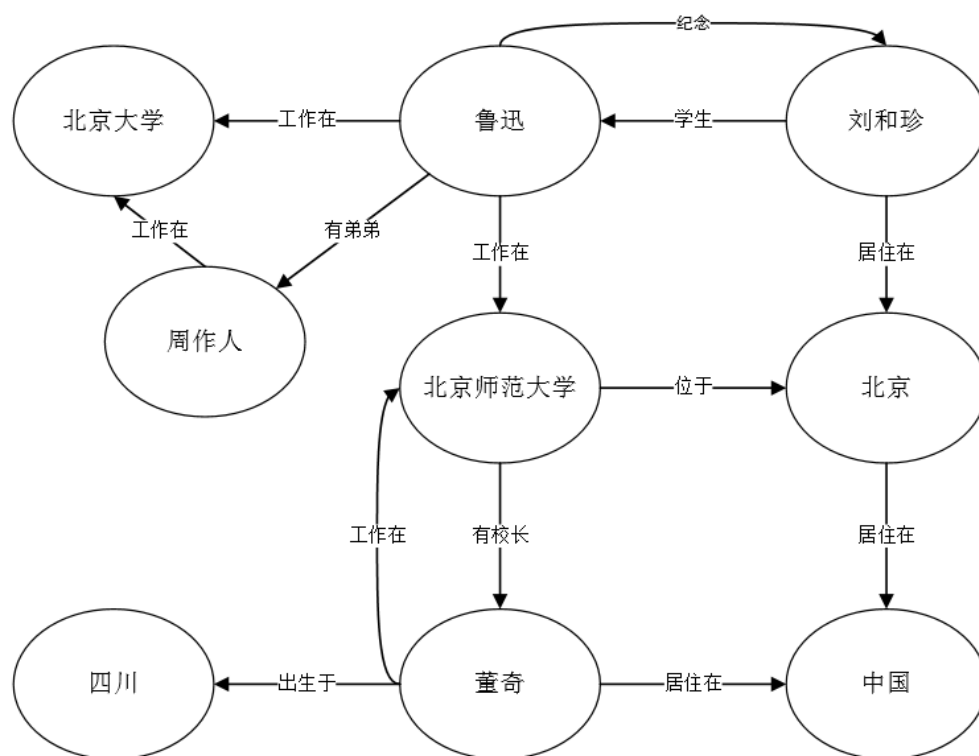 纪念
北京大学
工作在
鲁迅
学生
刘和珍
工作在
有弟弟
工作在
居住在
周作人
北京师范大学
位于
北京
工作在
有校长
居住在
四川
出生于
董奇
居住在
中国